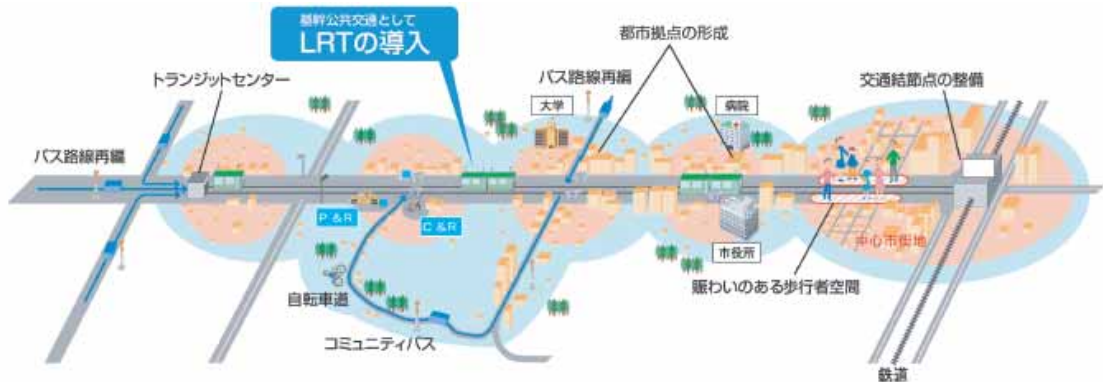 基幹公共交通として
LRTの導入
都市拠点の形成
トランジットセンター
バス路線再編
大学
病院
交通結節点の整備
バス路線再編
P &R
C &R
市役所
中心市街地
自転車道
賑わいのある歩行者空間
コミュニティバス
鉄道